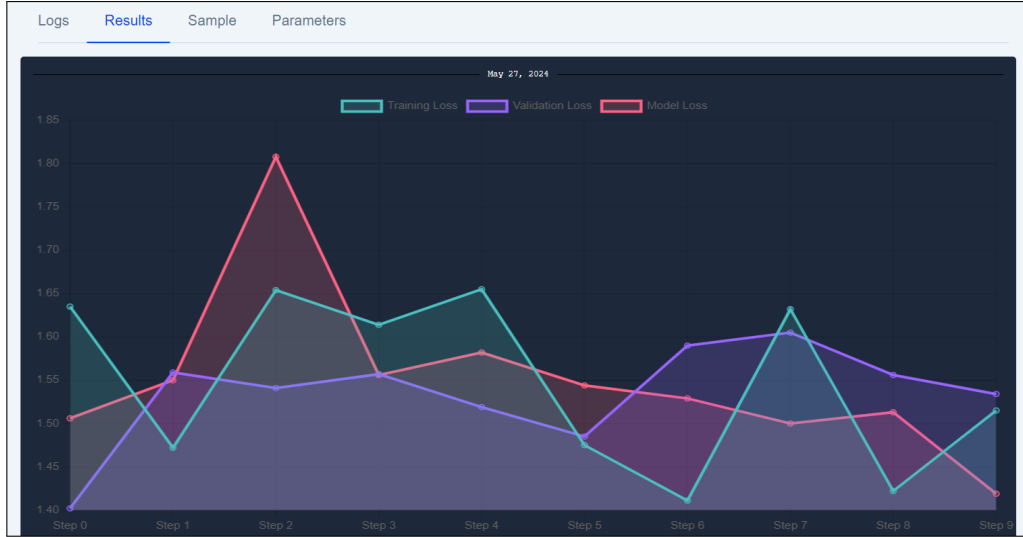 Logs Results Sample Parameters
May 27, 2024
Training Loss Validation Loss Model Loss
1.85
1.80
1.75
1.70
1.65
1.60
1.55
1.50
1.45
1.40
Step 0 Step 1 Step 2 Step 3 Step 4 Step 5 Step 6 Step 7 Step 8 Step 9